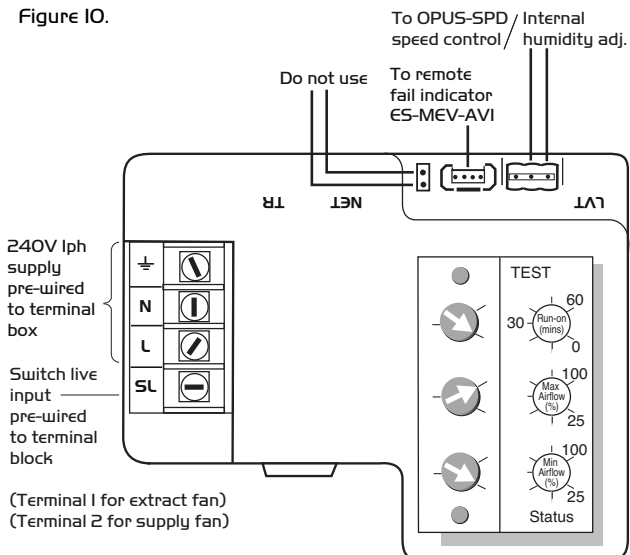 Figure 10.
To OPUS-SPD / Internal
speed control / humidity adj.
Do not use
To remote
fail indicator
ES-MEV-AVI
TR
NET
LVT
240V 1ph
supply
pre-wired
to terminal
box
N
L
SL
Switch live
input
pre-wired
to terminal
block
(Terminal 1 for extract fan)
(Terminal 2 for supply fan)
TEST
60
30
Run-on
(mins)
0
100
Max
Airflow
(%)
25
100
Min
Airflow
(%)
25
Status